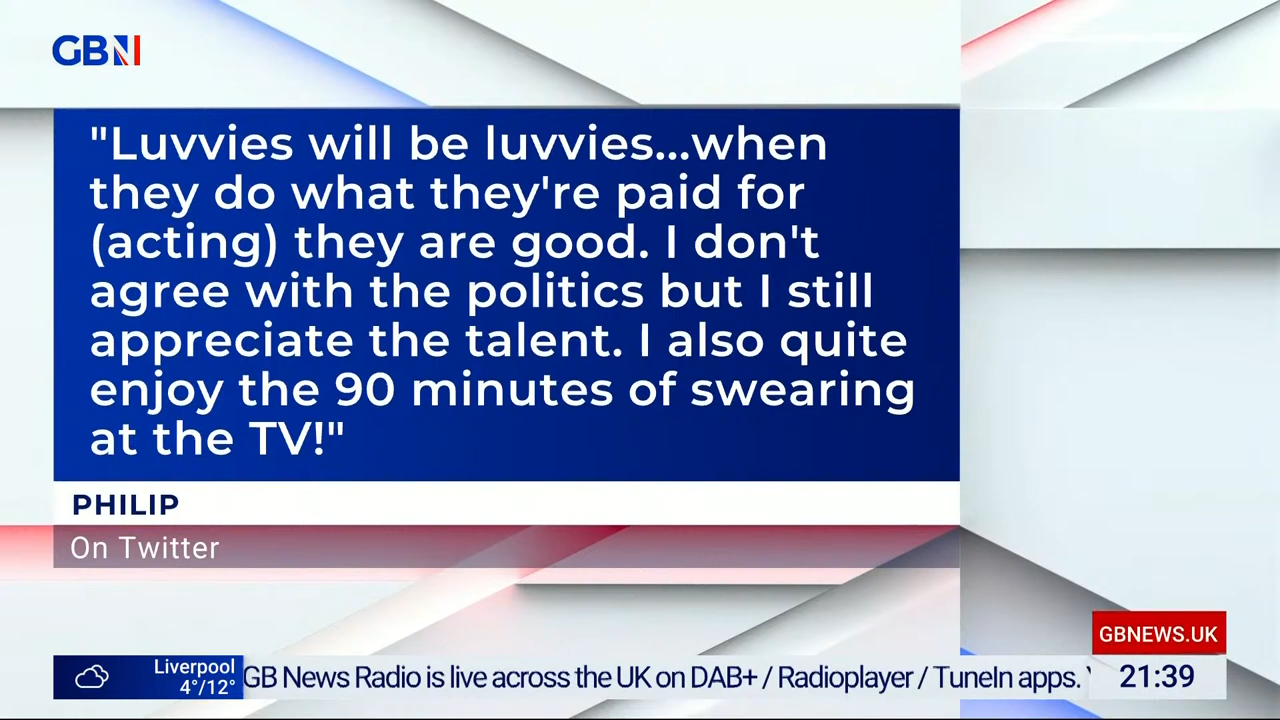 GBN
"Luvvies will be luvvies...when
they do what they're paid for
(acting) they are good. I don't
agree with the politics but I still
appreciate the talent. I also quite
enjoy the 90 minutes of swearing
at the TV!"
PHILIP
On Twitter
GBNEWS.UK
Liverpool
4°/12°
GB News Radio is live across the UK on DAB+ / Radioplayer / TuneIn apps.
21:39